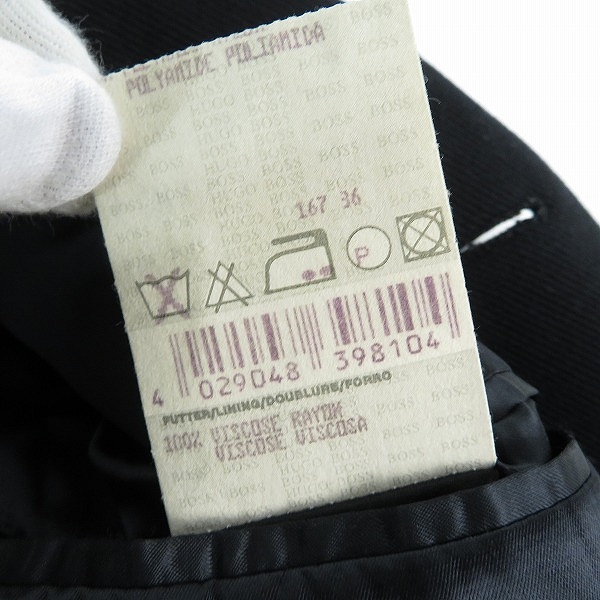 POLYAMIDE POLIAMIDA
167 36
P
4 029048 398104
FUTTER/LINING/DOUBLURE/FORRO
100% VISCOSE RAYON
VISCOSE VISCOSA